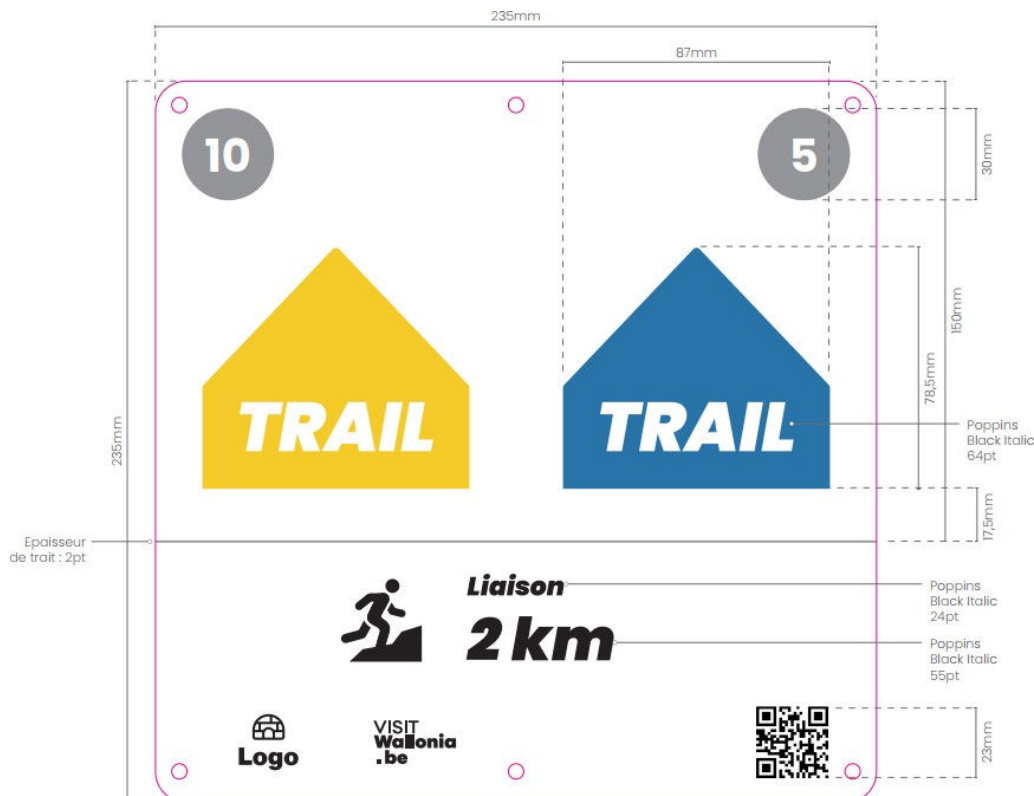 235mm
87mm
10
5
30mm
150mm
78,5mm
TRAIL
TRAIL
Poppins
Black Italic
64pt
235mm
17,5mm
Epaisseur
de trait : 2pt
Liaison
Poppins
Black Italic
24pt
2 km
Poppins
Black Italic
55pt
Logo
VISIT
Wallonia
.be
23mm